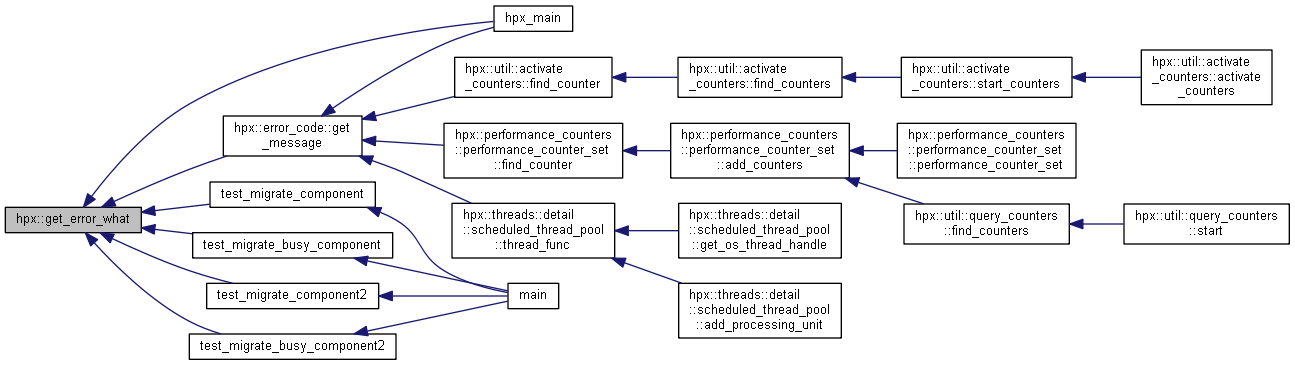 hpx_main
hpx::util::activate
_counters::find_counter
hpx::util::activate
_counters::find_counters
hpx::util::activate
_counters::start_counters
hpx::util::activate
_counters::activate
_counters
hpx::error_code::get
_message
hpx::performance_counters
::performance_counter_set
::find_counter
hpx::performance_counters
::performance_counter_set
::add_counters
hpx::performance_counters
::performance_counter_set
::performance_counter_set
hpx::get_error_what
test_migrate_component
hpx::threads::detail
::scheduled_thread_pool
::thread_func
hpx::threads::detail
::scheduled_thread_pool
::get_os_thread_handle
hpx::util::query_counters
::find_counters
hpx::util::query_counters
::start
test_migrate_busy_component
test_migrate_component2
main
hpx::threads::detail
::scheduled_thread_pool
::add_processing_unit
test_migrate_busy_component2